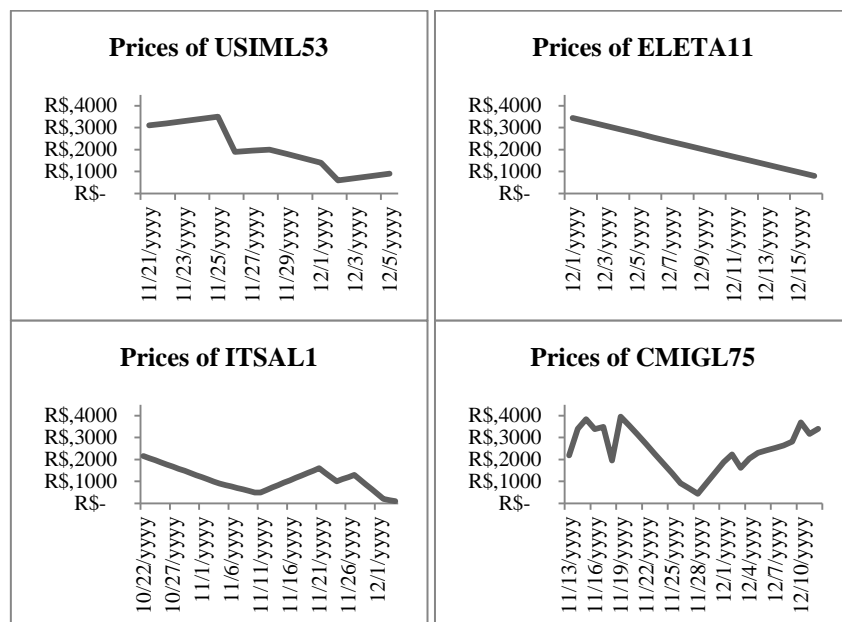 Prices of USIML53
R$,4000
R$,3000
R$,2000
R$,1000
R$-
11/21/yyyy
11/23/yyyy
11/25/yyyy
11/27/yyyy
11/29/yyyy
12/1/yyyy
12/3/yyyy
12/5/yyyy
Prices of ELETA11
R$,4000
R$,3000
R$,2000
R$,1000
R$-
12/1/yyyy
12/3/yyyy
12/5/yyyy
12/7/yyyy
12/9/yyyy
12/11/yyyy
12/13/yyyy
12/15/yyyy
Prices of ITSAL1
R$,4000
R$,3000
R$,2000
R$,1000
R$-
10/22/yyyy
10/27/yyyy
11/1/yyyy
11/6/yyyy
11/11/yyyy
11/16/yyyy
11/21/yyyy
11/26/yyyy
12/1/yyyy
Prices of CMIGL75
R$,4000
R$,3000
R$,2000
R$,1000
R$-
11/13/yyyy
11/16/yyyy
11/19/yyyy
11/22/yyyy
11/25/yyyy
11/28/yyyy
12/1/yyyy
12/4/yyyy
12/7/yyyy
12/10/yyyy